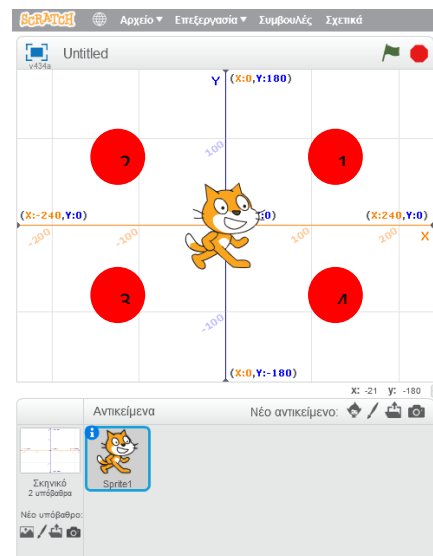 SCRATCH Αρχείο Επεξεργασία Συμβουλές Σχετικά
Untitled
v434a
Y (X:0,Y:180)
100
2 1
(X:-240,Y:0) :0) (X:240,Y:0)
-200 -100 100 200 X
3 4
-100
(X:0,Y:-180)
X: -21 y: -180
Αντικείμενα Νέο αντικείμενο:
Σκηνικό
2 υπόβαθρα
Sprite1
Νέο υπόβαθρο: